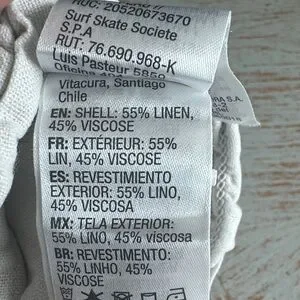 RUC: 20520673670
Surf Skate Societe
S.P.A
RUT: 76.690.968-K
Luis Pasteur 5850
Vitacura, Santiago
Chile
EN: SHELL: 55% LINEN,
45% VISCOSE
FR: EXTÉRIEUR: 55%
LIN, 45% VISCOSE
ES: REVESTIMIENTO
EXTERIOR: 55% LINO,
45% VISCOSA
MX: TELA EXTERIOR:
55% LINO, 45% viscosa
BR: REVESTIMENTO:
55% LINHO, 45%
VISCOSE
S.A.